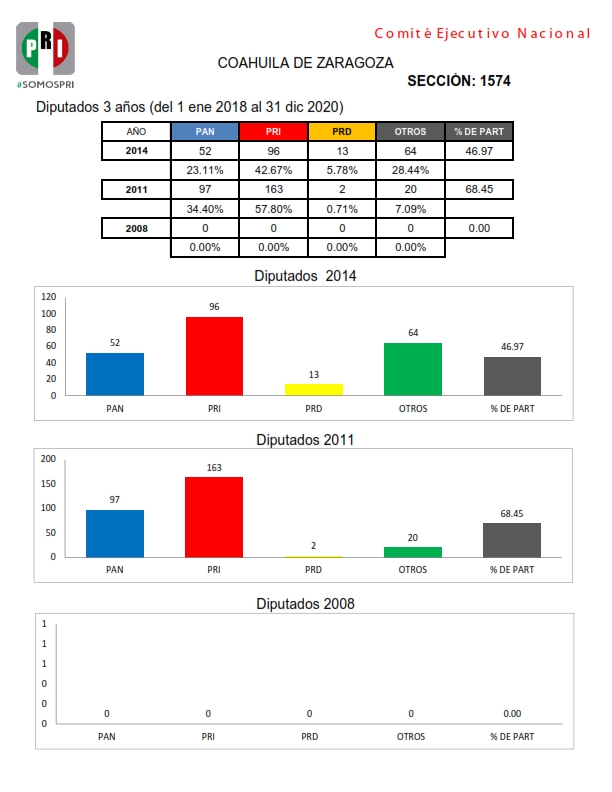 Comité Ejecutivo Nacional
PRI
#SOMOSPRI
COAHUILA DE ZARAGOZA
SECCIÓN: 1574
Diputados 3 años (del 1 ene 2018 al 31 dic 2020)
AÑO PAN PRI PRD OTROS % DE PART
2014 52 96 13 64 46.97
23.11% 42.67% 5.78% 28.44%
2011 97 163 2 20 68.45
34.40% 57.80% 0.71% 7.09%
2008 0 0 0 0 0.00
0.00% 0.00% 0.00% 0.00%
Diputados 2014
120
100
80
60
40
20
0
52 96 13 64 46.97
PAN PRI PRD OTROS % DE PART
Diputados 2011
200
150
100
50
0
97 163 2 20 68.45
PAN PRI PRD OTROS % DE PART
Diputados 2008
1
1
1
0
0
0
0 0 0 0 0.00
PAN PRI PRD OTROS % DE PART